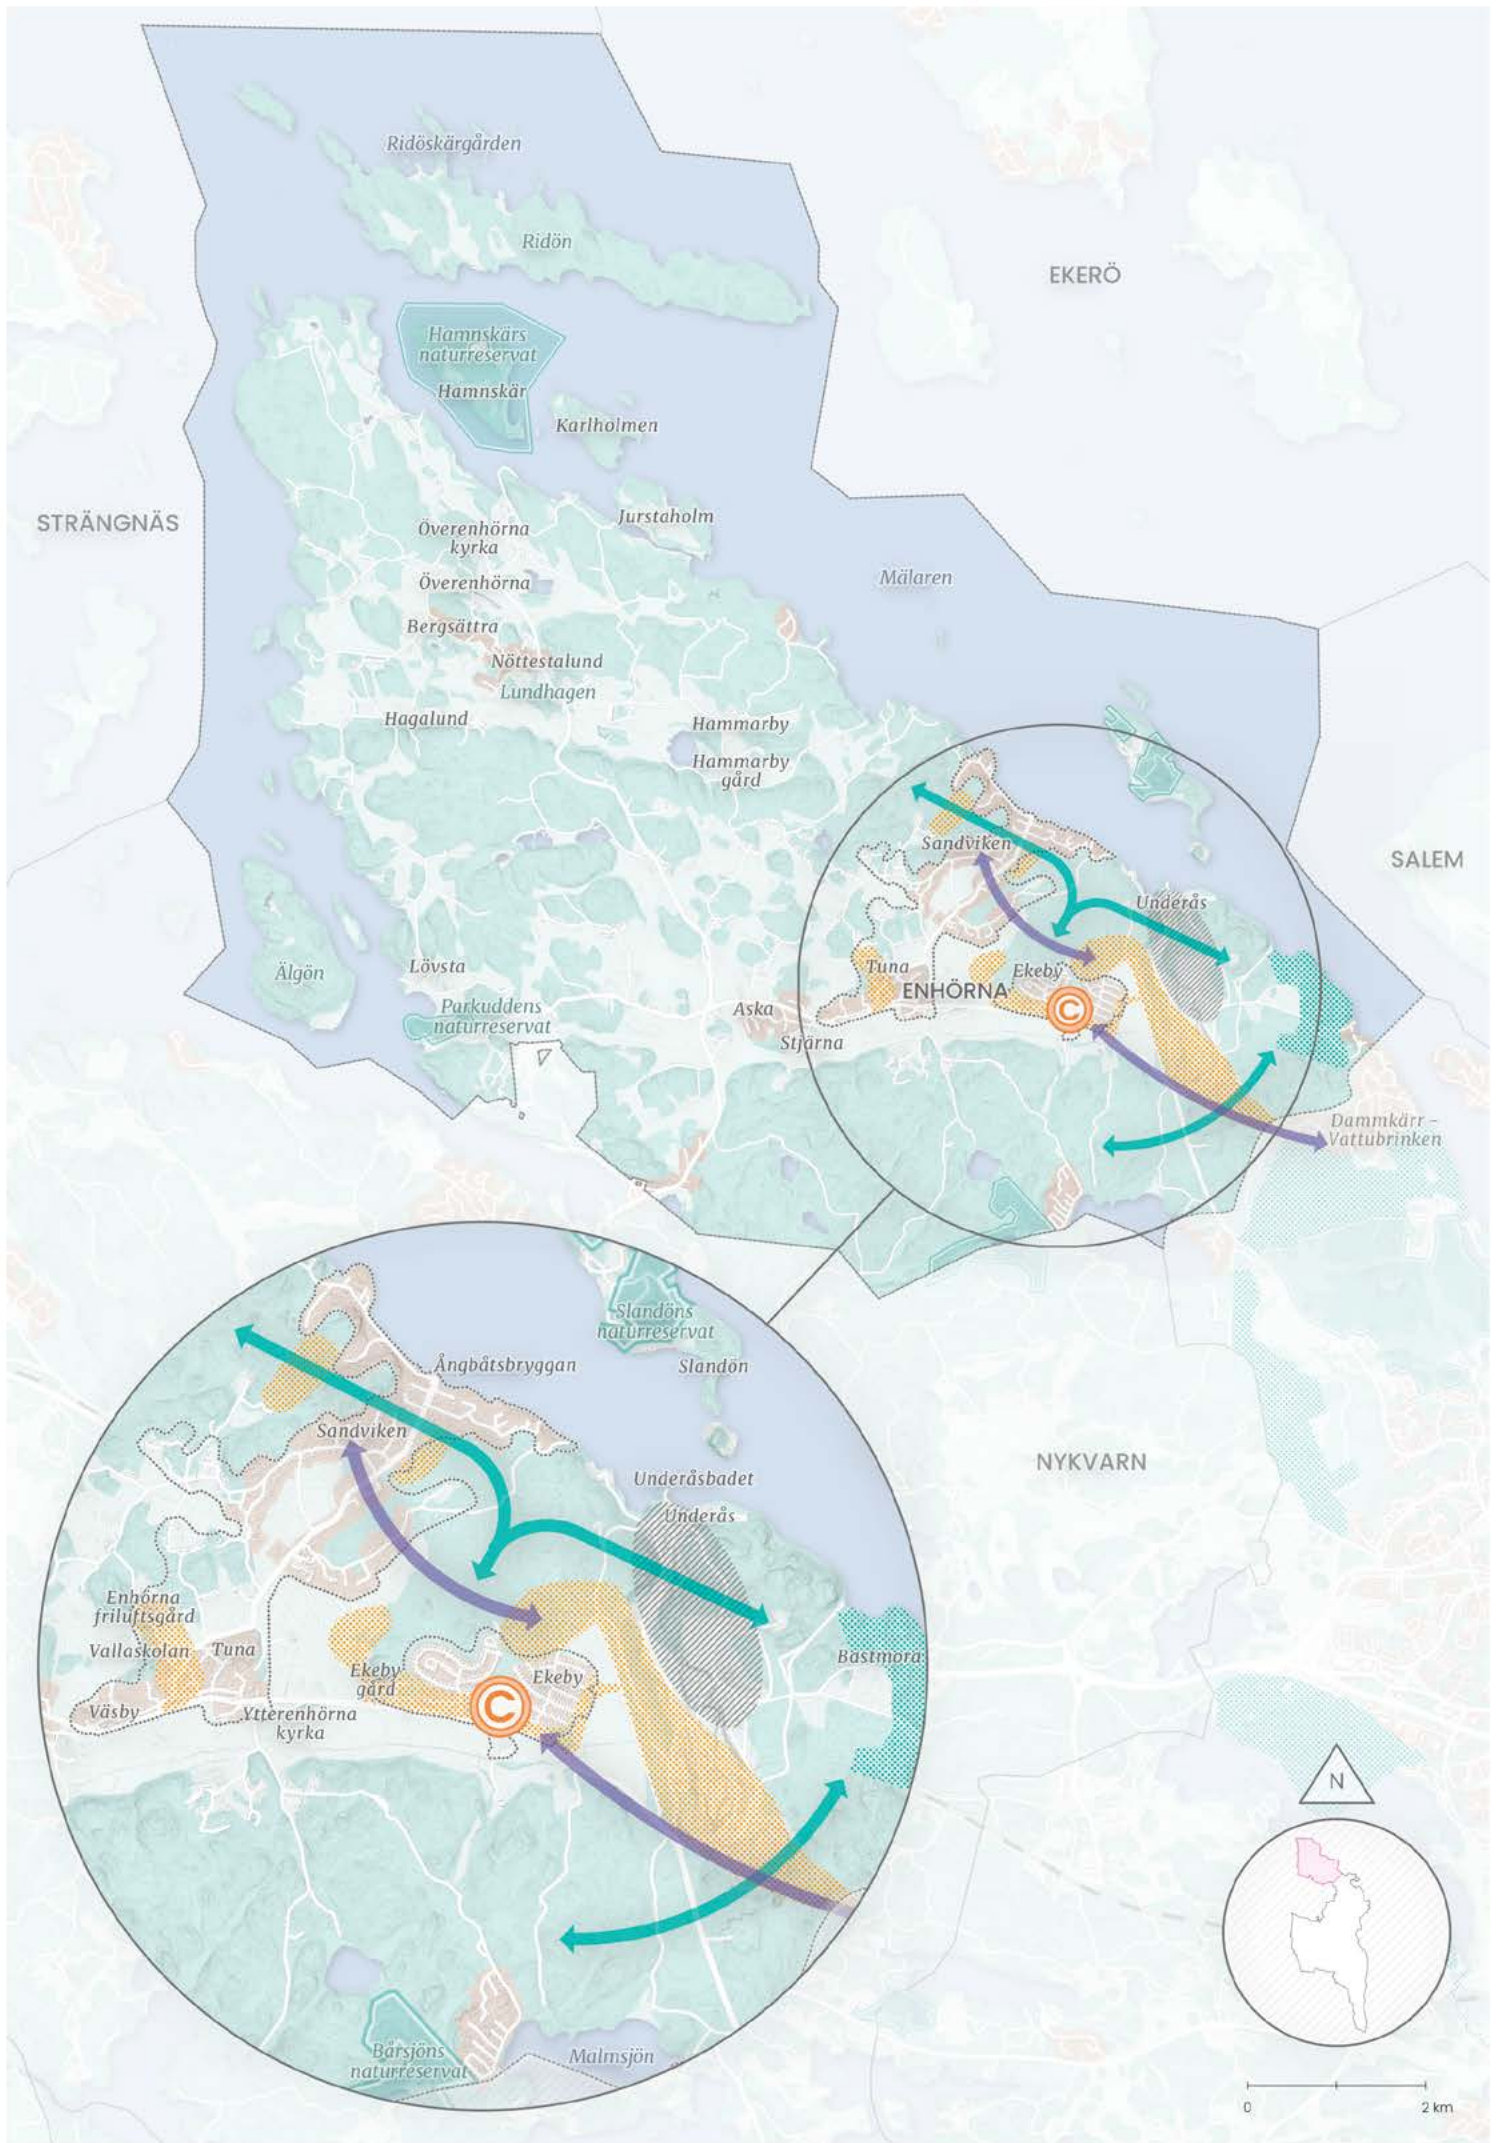 Ridöskärgården
Ridön
EKERÖ
Hamnskärs
naturreservat
Hamnskär
Karlholmen
STRÄNGNÄS
Jurstaholm
Överenhörna
kyrka
Mälaren
Överenhörna
Bergsättra
Nöttestalund
Lundhagen
Hagalund
Hammarby
Hammarby
gård
Sandviken
SALEM
Underås
Älgön
Lövsta
Tuna
Ekeby
ENHÖRNA
C
Parkuddens
naturreservat
Aska
Stjärna
Dammkärr -
Vattubrinken
Slandöns
naturreservat
Ångbåtsbryggan
Slandön
Sandviken
NYKVARN
Underåsbadet
Underås
Enhörna
friluftsgård
Vallaskolan
Tuna
Bastmora
Ekeby
gård
Ekeby
C
Väsby
Ytterenhörna
kyrka
N
Bårsjöns
naturreservat
Malmsjön
0
2 km